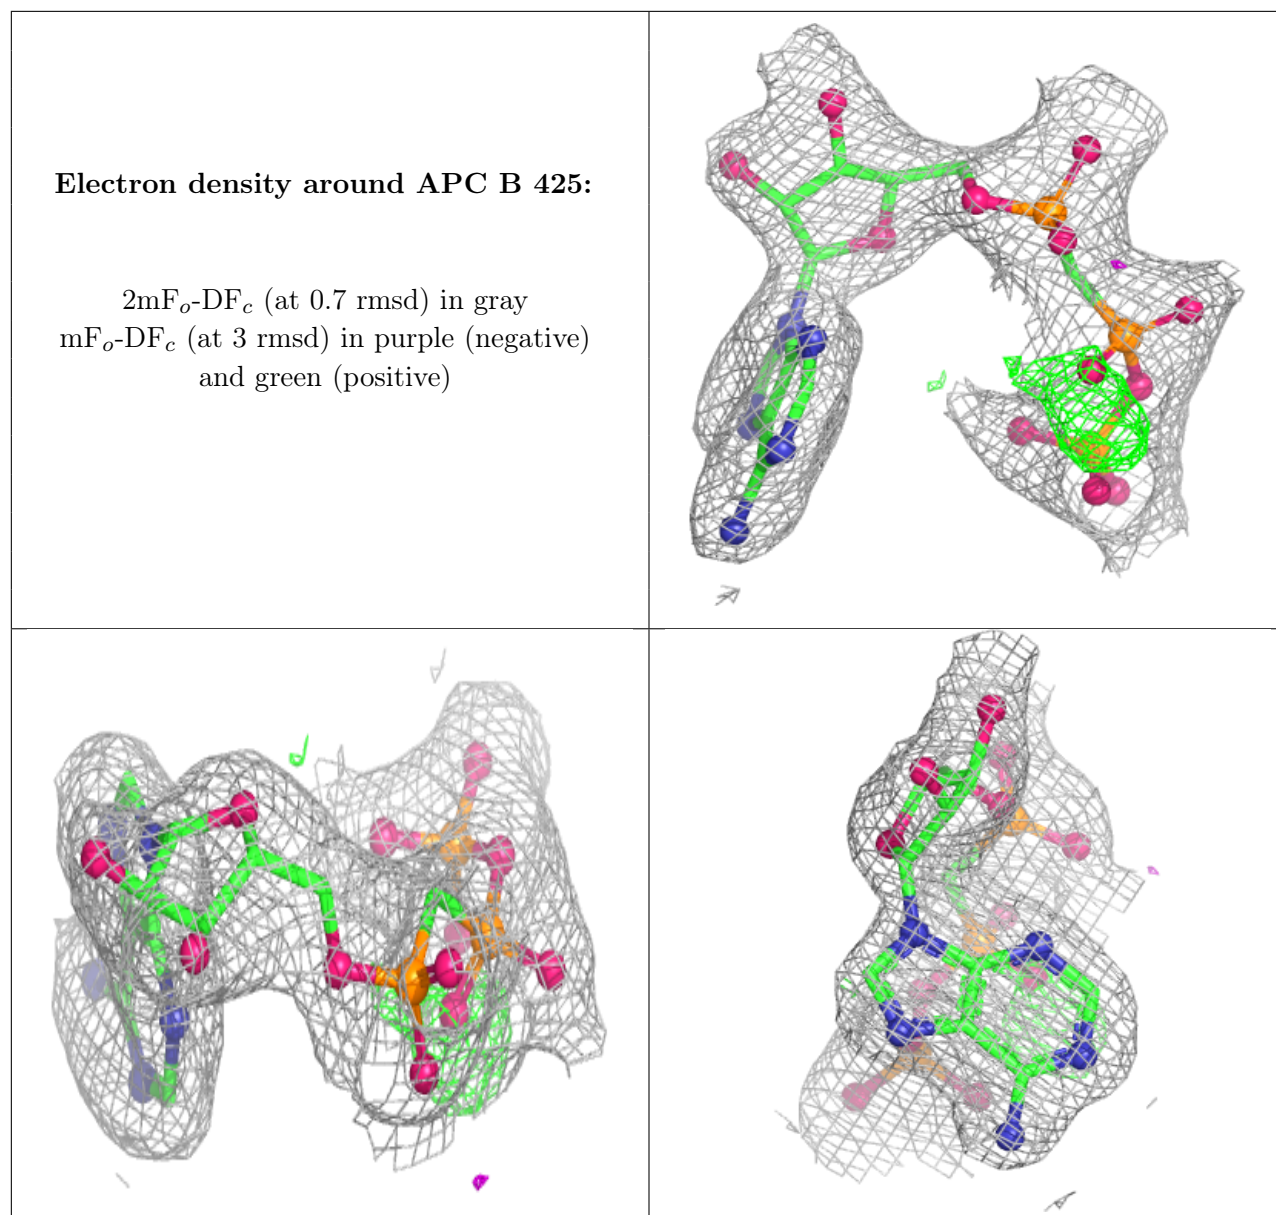 Electron density around APC B 425:
2mFo-DFc (at 0.7 rmsd) in gray
mFo-DFc (at 3 rmsd) in purple (negative)
and green (positive)